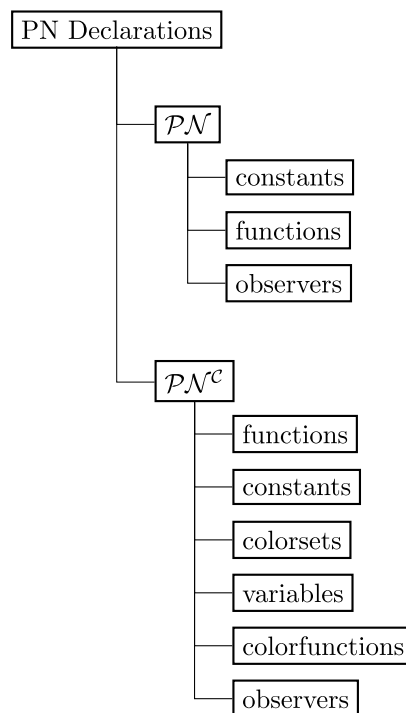 PN Declarations
𝒫𝒩
constants
functions
observers
𝒫𝒩^𝒞
functions
constants
colorsets
variables
colorfunctions
observers